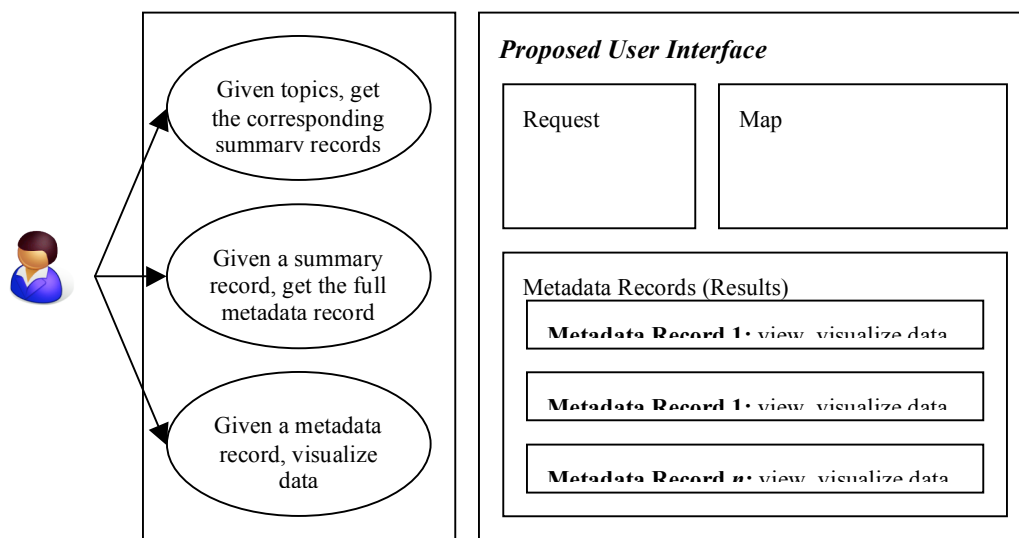 Given topics, get
the corresponding
summary records
Given a summary
record, get the full
metadata record
Given a metadata
record, visualize
data
Proposed User Interface
Request
Map
Metadata Records (Results)
Metadata Record 1: view, visualize data
Metadata Record 1: view, visualize data
Metadata Record n: view, visualize data